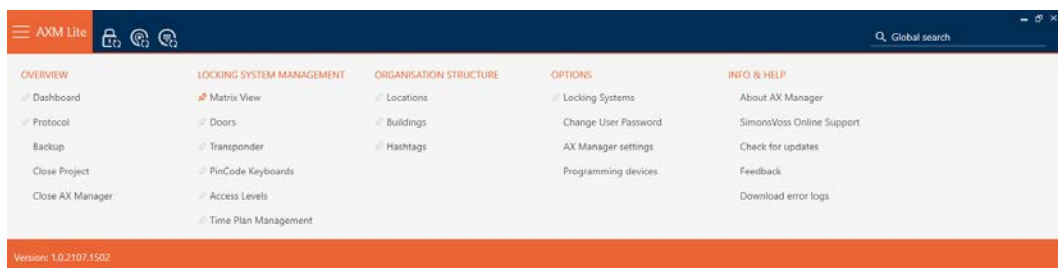 AXM Lite
Global search
OVERVIEW
Dashboard
Protocol
Backup
Close Project
Close AX Manager
LOCKING SYSTEM MANAGEMENT
Matrix View
Doors
Transponder
PinCode Keyboards
Access Levels
Time Plan Management
ORGANISATION STRUCTURE
Locations
Buildings
Hashtags
OPTIONS
Locking Systems
Change User Password
AX Manager settings
Programming devices
INFO & HELP
About AX Manager
SimonsVoss Online Support
Check for updates
Feedback
Download error logs
Version: 1.0.2107.1502